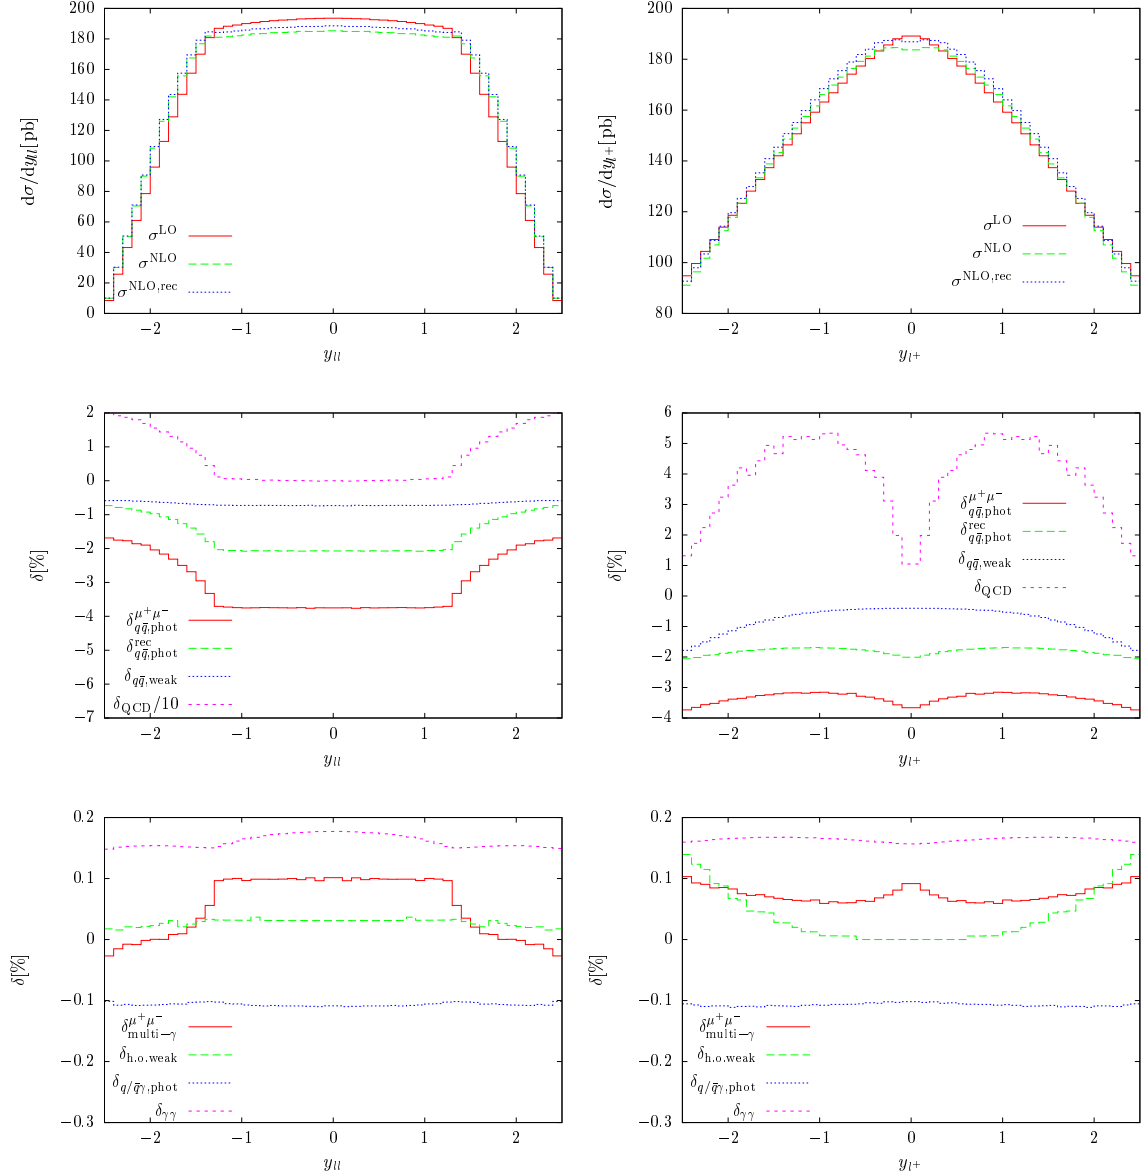 dσ/dy_ll[pb]
200
180
160
140
120
100
80
60
40
20
0
σ^LO
σ^NLO
σ^NLO,rec
−2 −1 0 1 2
y_ll
dσ/dy_l+[pb]
200
180
160
140
120
100
80
σ^LO
σ^NLO
σ^NLO,rec
−2 −1 0 1 2
y_l+
δ[%]
2
1
0
−1
−2
−3
−4
−5
−6
−7
δ^μ+μ−_qq̄,phot
δ^rec_qq̄,phot
δ_qq̄,weak
δ_QCD/10
−2 −1 0 1 2
y_ll
δ[%]
6
5
4
3
2
1
0
−1
−2
−3
−4
δ^μ+μ−_qq̄,phot
δ^rec_qq̄,phot
δ_qq̄,weak
δ_QCD
−2 −1 0 1 2
y_l+
δ[%]
0.2
0.1
0
−0.1
−0.2
−0.3
δ^μ+μ−_multi−γ
δ_h.o.weak
δ_q/q̄γ,phot
δ_γγ
−2 −1 0 1 2
y_ll
δ[%]
0.2
0.1
0
−0.1
−0.2
−0.3
δ^μ+μ−_multi−γ
δ_h.o.weak
δ_q/q̄γ,phot
δ_γγ
−2 −1 0 1 2
y_l+